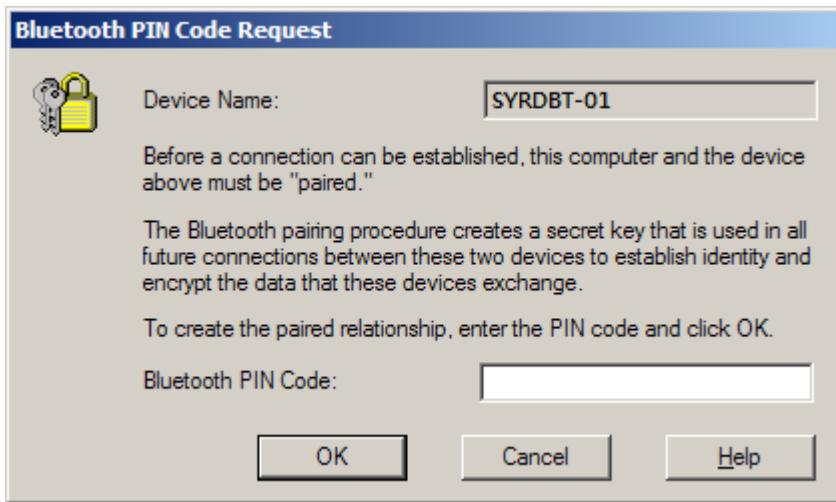 Bluetooth PIN Code Request
Device Name: SYRDBT-01
Before a connection can be established, this computer and the device
above must be "paired."
The Bluetooth pairing procedure creates a secret key that is used in all
future connections between these two devices to establish identity and
encrypt the data that these devices exchange.
To create the paired relationship, enter the PIN code and click OK.
Bluetooth PIN Code:
OK Cancel Help